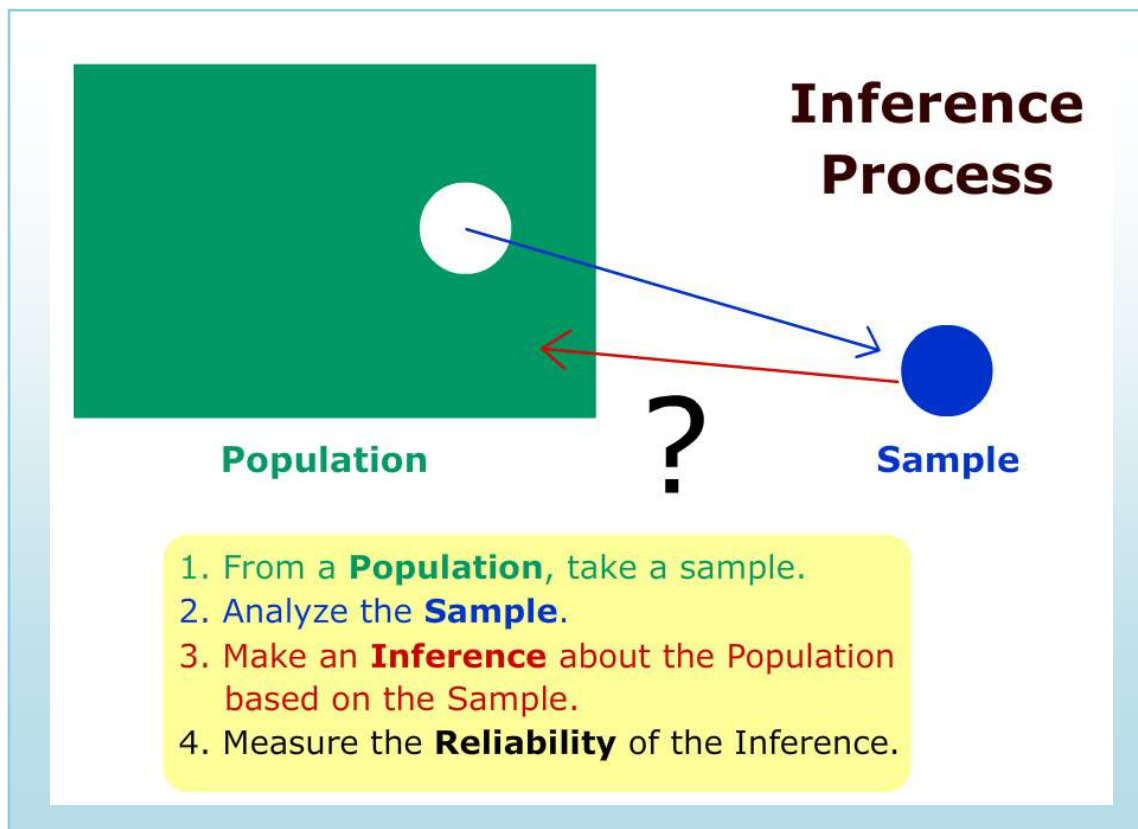 Inference
Process
Population
?
Sample
1. From a Population, take a sample.
2. Analyze the Sample.
3. Make an Inference about the Population
based on the Sample.
4. Measure the Reliability of the Inference.